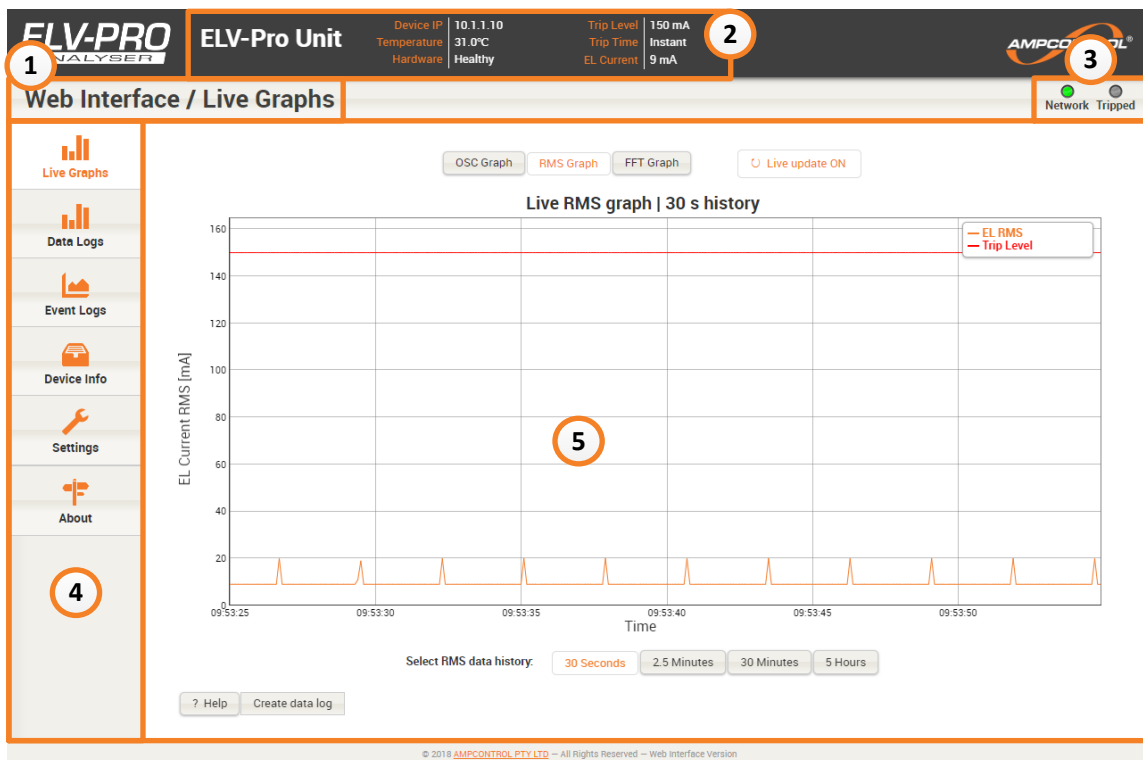 ELV-PRO
ANALYSER
1
ELV-Pro Unit
Device IP 10.1.1.10
Temperature 31.0°C
Hardware Healthy
Trip Level 150 mA
Trip Time Instant
EL Current 9 mA
2
AMPCONTROL®
3
Web Interface / Live Graphs
Network Tripped
Live Graphs
Data Logs
Event Logs
Device Info
Settings
About
4
OSC Graph RMS Graph FFT Graph Live update ON
Live RMS graph | 30 s history
EL RMS
Trip Level
160
140
120
100
80
60
40
20
0
EL Current RMS [mA]
5
09:53:25 09:53:30 09:53:35 09:53:40 09:53:45 09:53:50
Time
Select RMS data history: 30 Seconds 2.5 Minutes 30 Minutes 5 Hours
? Help Create data log
© 2018 AMPCONTROL PTY LTD – All Rights Reserved – Web Interface Version